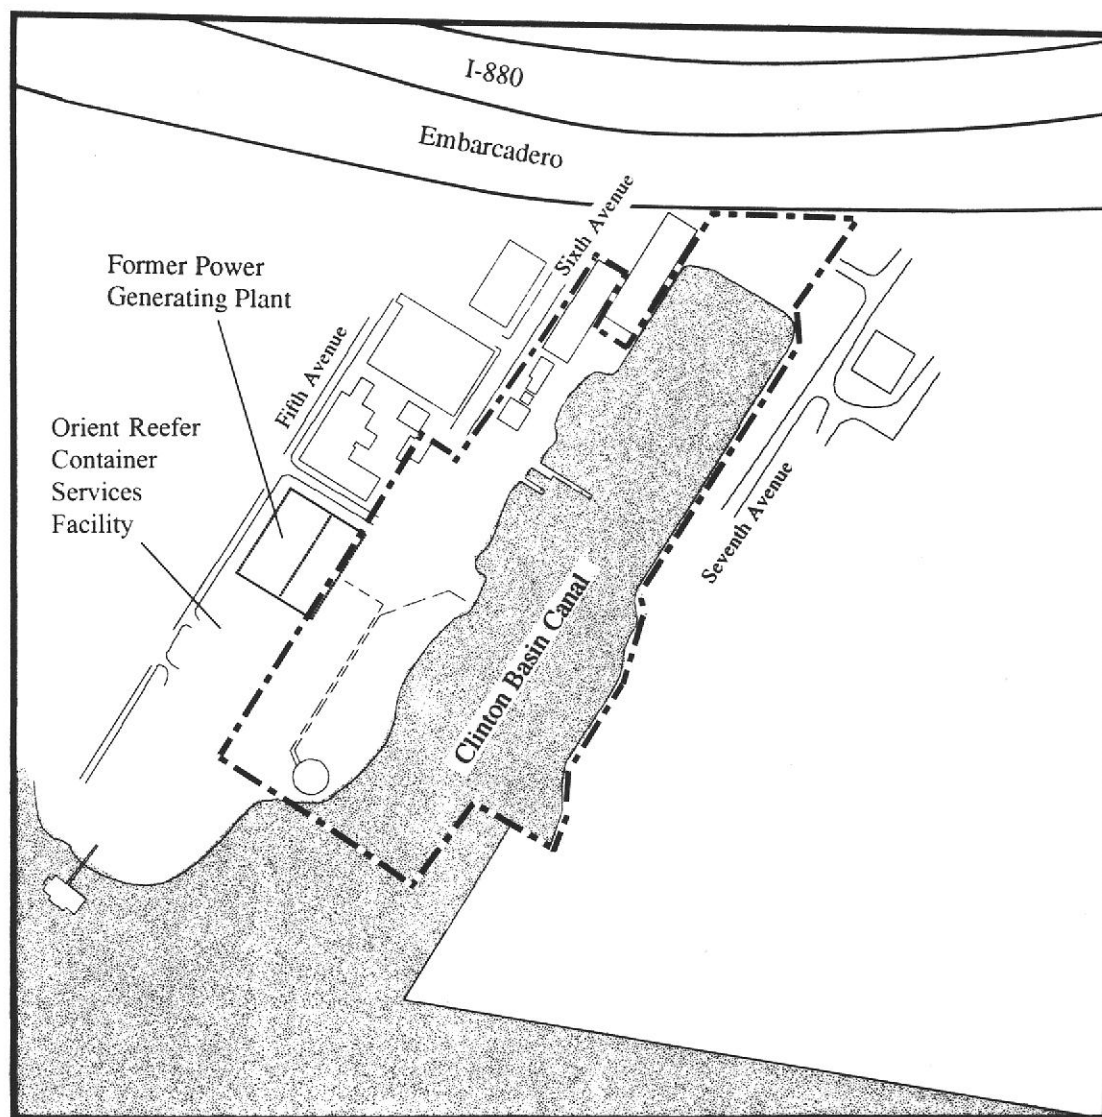 I-880
Embarcadero
Sixth Avenue
Former Power
Generating Plant
Fifth Avenue
Orient Reefer
Container
Services
Facility
Seventh Avenue
Clinton Basin Canal